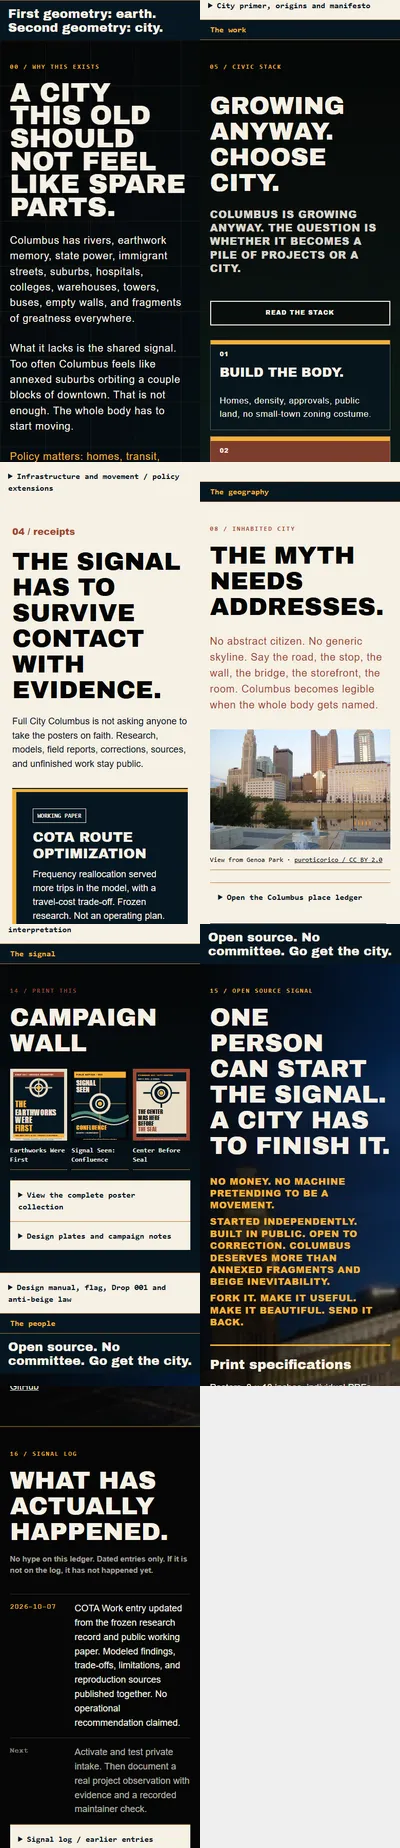 First geometry: earth.
Second geometry: city.
00 / WHY THIS EXISTS
A CITY
THIS OLD
SHOULD
NOT FEEL
LIKE SPARE
PARTS.
Columbus has rivers, earthwork
memory, state power, immigrant
streets, suburbs, hospitals,
colleges, warehouses, towers,
buses, empty walls, and fragments
of greatness everywhere.
What it lacks is the shared signal.
Too often Columbus feels like
annexed suburbs orbiting a couple
blocks of downtown. That is not
enough. The whole body has to
start moving.
Policy matters: homes, transit,
▶ City primer, origins and manifesto
The work
05 / CIVIC STACK
GROWING
ANYWAY.
CHOOSE
CITY.
COLUMBUS IS GROWING
ANYWAY. THE QUESTION IS
WHETHER IT BECOMES A
PILE OF PROJECTS OR A
CITY.
READ THE STACK
01
BUILD THE BODY.
Homes, density, approvals, public
land, no small-town zoning costume.
02
▶ Infrastructure and movement / policy
extensions
04 / receipts
THE SIGNAL
HAS TO
SURVIVE
CONTACT
WITH
EVIDENCE.
Full City Columbus is not asking anyone to
take the posters on faith. Research,
models, field reports, corrections, sources,
and unfinished work stay public.
WORKING PAPER
COTA ROUTE
OPTIMIZATION
Frequency reallocation served
more trips in the model, with a
travel-cost trade-off. Frozen
research. Not an operating plan.
The geography
08 / INHABITED CITY
THE MYTH
NEEDS
ADDRESSES.
No abstract citizen. No generic
skyline. Say the road, the stop, the
wall, the bridge, the storefront, the
room. Columbus becomes legible
when the whole body gets named.
View from Genoa Park · puroticorico / CC BY 2.0
▶ Open the Columbus place ledger
interpretation
The signal
14 / PRINT THIS
CAMPAIGN
WALL
THE
EARTHWORKS
WERE
FIRST
SIGNAL
SEEN
CONFLUENCE
THE CENTER
WAS HERE
BEFORE
THE SEAL
Earthworks Were
First
Signal Seen:
Confluence
Center Before
Seal
▶ View the complete poster
collection
▶ Design plates and campaign notes
▶ Design manual, flag, Drop 001 and
anti-beige law
The people
Open source. No
committee. Go get the city.
Open source. No
committee. Go get the city.
15 / OPEN SOURCE SIGNAL
ONE
PERSON
CAN START
THE SIGNAL.
A CITY HAS
TO FINISH IT.
NO MONEY. NO MACHINE
PRETENDING TO BE A
MOVEMENT.
STARTED INDEPENDENTLY.
BUILT IN PUBLIC. OPEN TO
CORRECTION. COLUMBUS
DESERVES MORE THAN
ANNEXED FRAGMENTS AND
BEIGE INEVITABILITY.
FORK IT. MAKE IT USEFUL.
MAKE IT BEAUTIFUL. SEND IT
BACK.
Print specifications
GitHub
16 / SIGNAL LOG
WHAT HAS
ACTUALLY
HAPPENED.
No hype on this ledger. Dated entries only. If it is
not on the log, it has not happened yet.
2026-10-07
COTA Work entry updated
from the frozen research
record and public working
paper. Modeled findings,
trade-offs, limitations, and
reproduction sources
published together. No
operational
recommendation claimed.
Next
Activate and test private
intake. Then document a
real project observation with
evidence and a recorded
maintainer check.
▶ Signal log / earlier entries